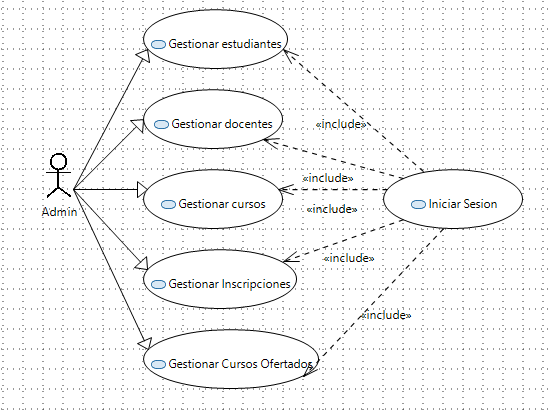 Gestionar estudiantes
«include»
Gestionar docentes
«include»
Admin
Gestionar cursos
«include»
Iniciar Sesion
«include»
Gestionar Inscripciones
«include»
Gestionar Cursos Ofertados